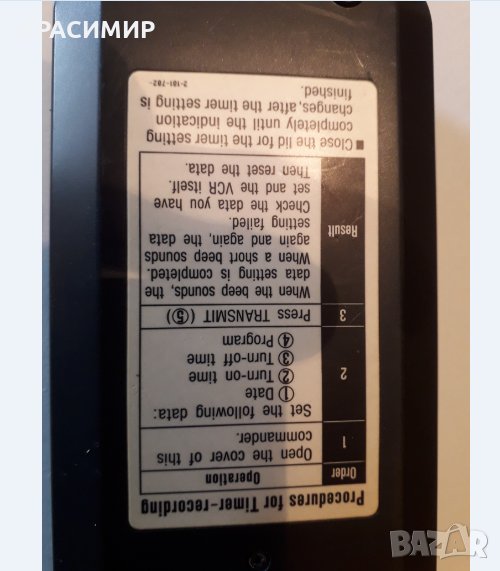 РАСИМИР
Procedures for Timer-recording
Order Operation
1 Open the cover of this
commander.
2 Set the following data:
① Date
② Turn-on time
③ Turn-off time
④ Program
3 Press TRANSMIT (⑤)
Result When the beep sounds, the
data setting is completed.
When a short beep sounds
again and again, the data
setting failed.
Check the data you have
set and the VCR itself.
Then reset the data.
■ Close the lid for the timer setting
completely until the indication
changes, after the timer setting is
finished.
2-181-782-
BAZAR